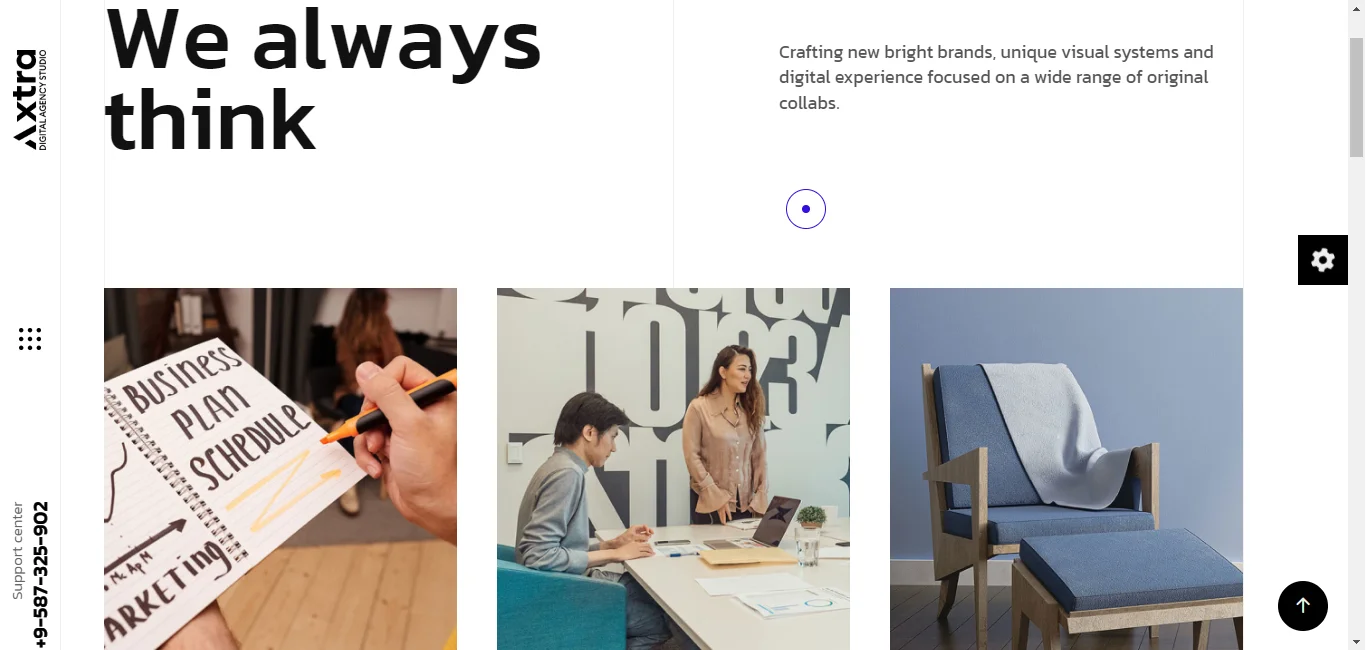 Axtra
DIGITAL AGENCY STUDIO
We always
think
Crafting new bright brands, unique visual systems and
digital experience focused on a wide range of original
collabs.
Support center
+9-587-325-902
BUSINESS
PLAN
SCHEDULE
ARKETING